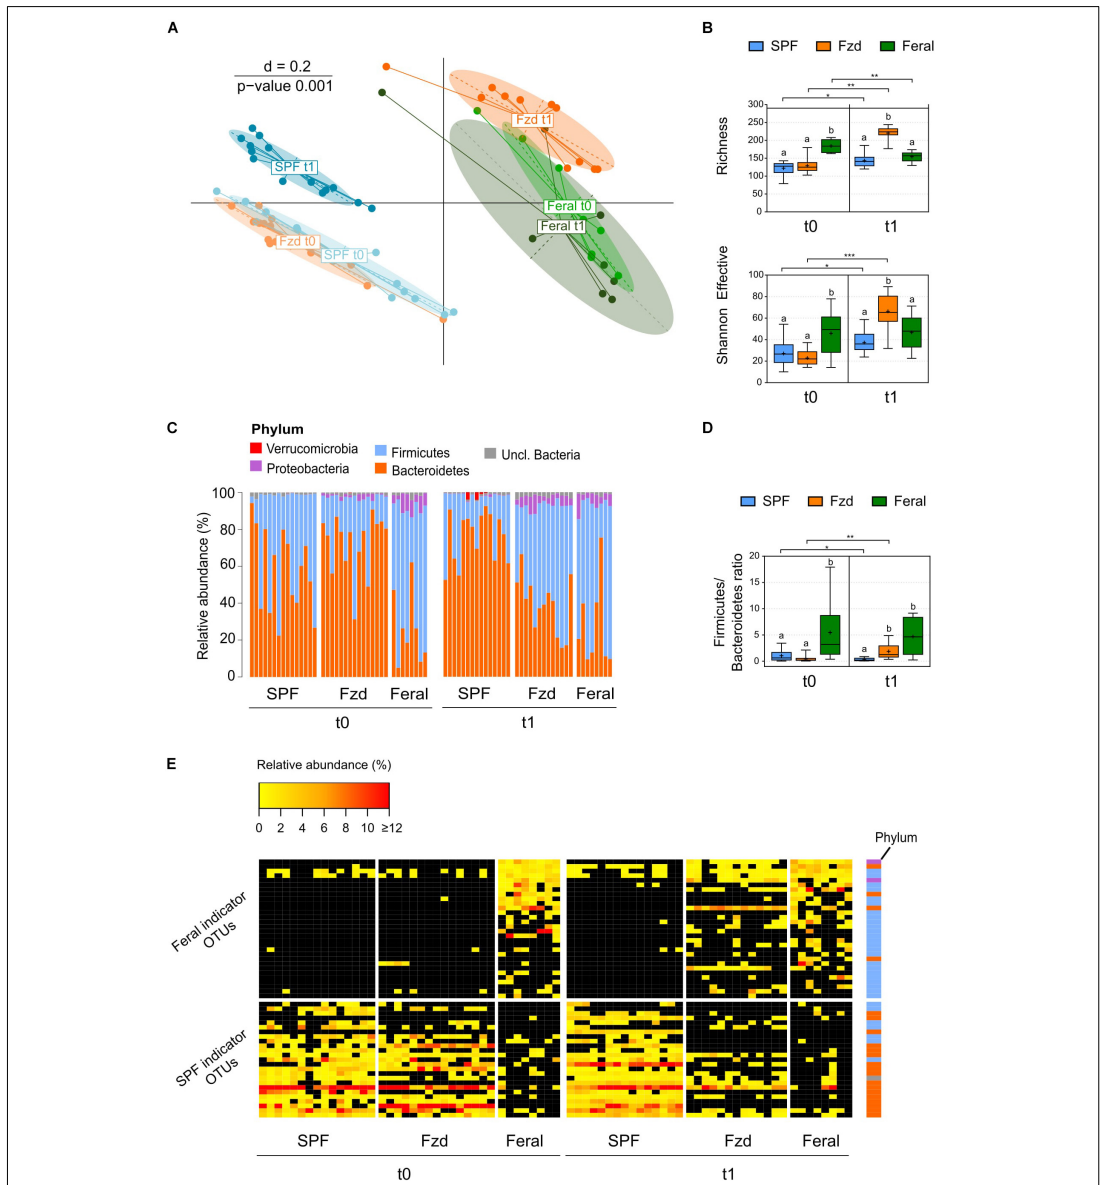 A
d = 0.2
p−value 0.001
Fzd t1
SPF t1
Feral t0
Feral t1
Fzd t0
SPF t0
B
SPF Fzd Feral
**
**
*
Richness
300
250
200
150
100
50
0
a a b a b a
t0 t1
***
*
Shannon Effective
100
80
60
40
20
0
a a b a b a
t0 t1
C
Phylum
Verrucomicrobia Firmicutes Uncl. Bacteria
Proteobacteria Bacteroidetes
Relative abundance (%)
100
80
60
40
20
0
SPF Fzd Feral SPF Fzd Feral
t0 t1
D
SPF Fzd Feral
**
*
Firmicutes/
Bacteroidetes ratio
20
15
10
5
0
a a b a b b
t0 t1
E
Relative abundance (%)
0 2 4 6 8 10 ≥12
Phylum
Feral indicator
OTUs
SPF indicator
OTUs
SPF Fzd Feral SPF Fzd Feral
t0 t1